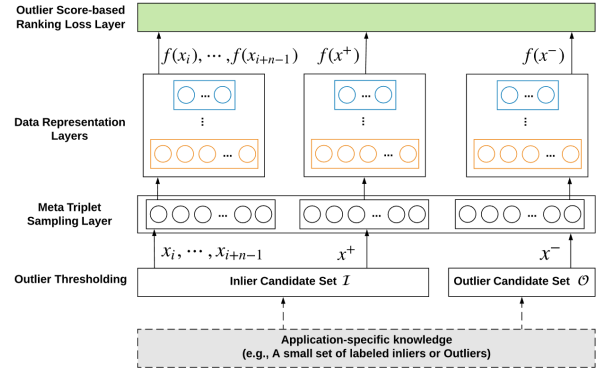 Outlier Score-based
Ranking Loss Layer
f(x_i), ⋯, f(x_{i+n−1})
f(x⁺)
f(x⁻)
...
...
...
Data Representation
Layers
⋮
⋮
⋮
...
...
...
Meta Triplet
Sampling Layer
...
...
...
x_i, ⋯, x_{i+n−1}
x⁺
x⁻
Outlier Thresholding
Inlier Candidate Set ℐ
Outlier Candidate Set 𝒪
Application-specific knowledge
(e.g., A small set of labeled inliers or Outliers)